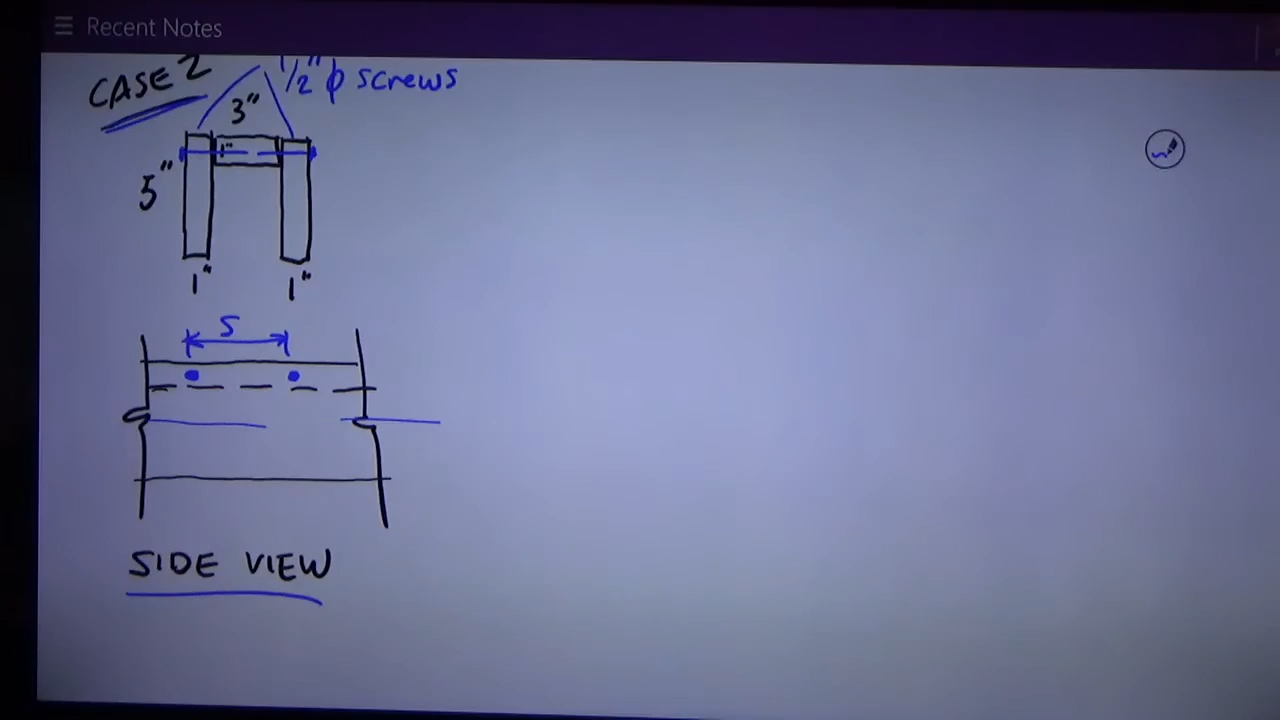 Recent Notes
CASE 2
1/2" ϕ screws
3"
1"
5"
1"
1"
S
SIDE VIEW